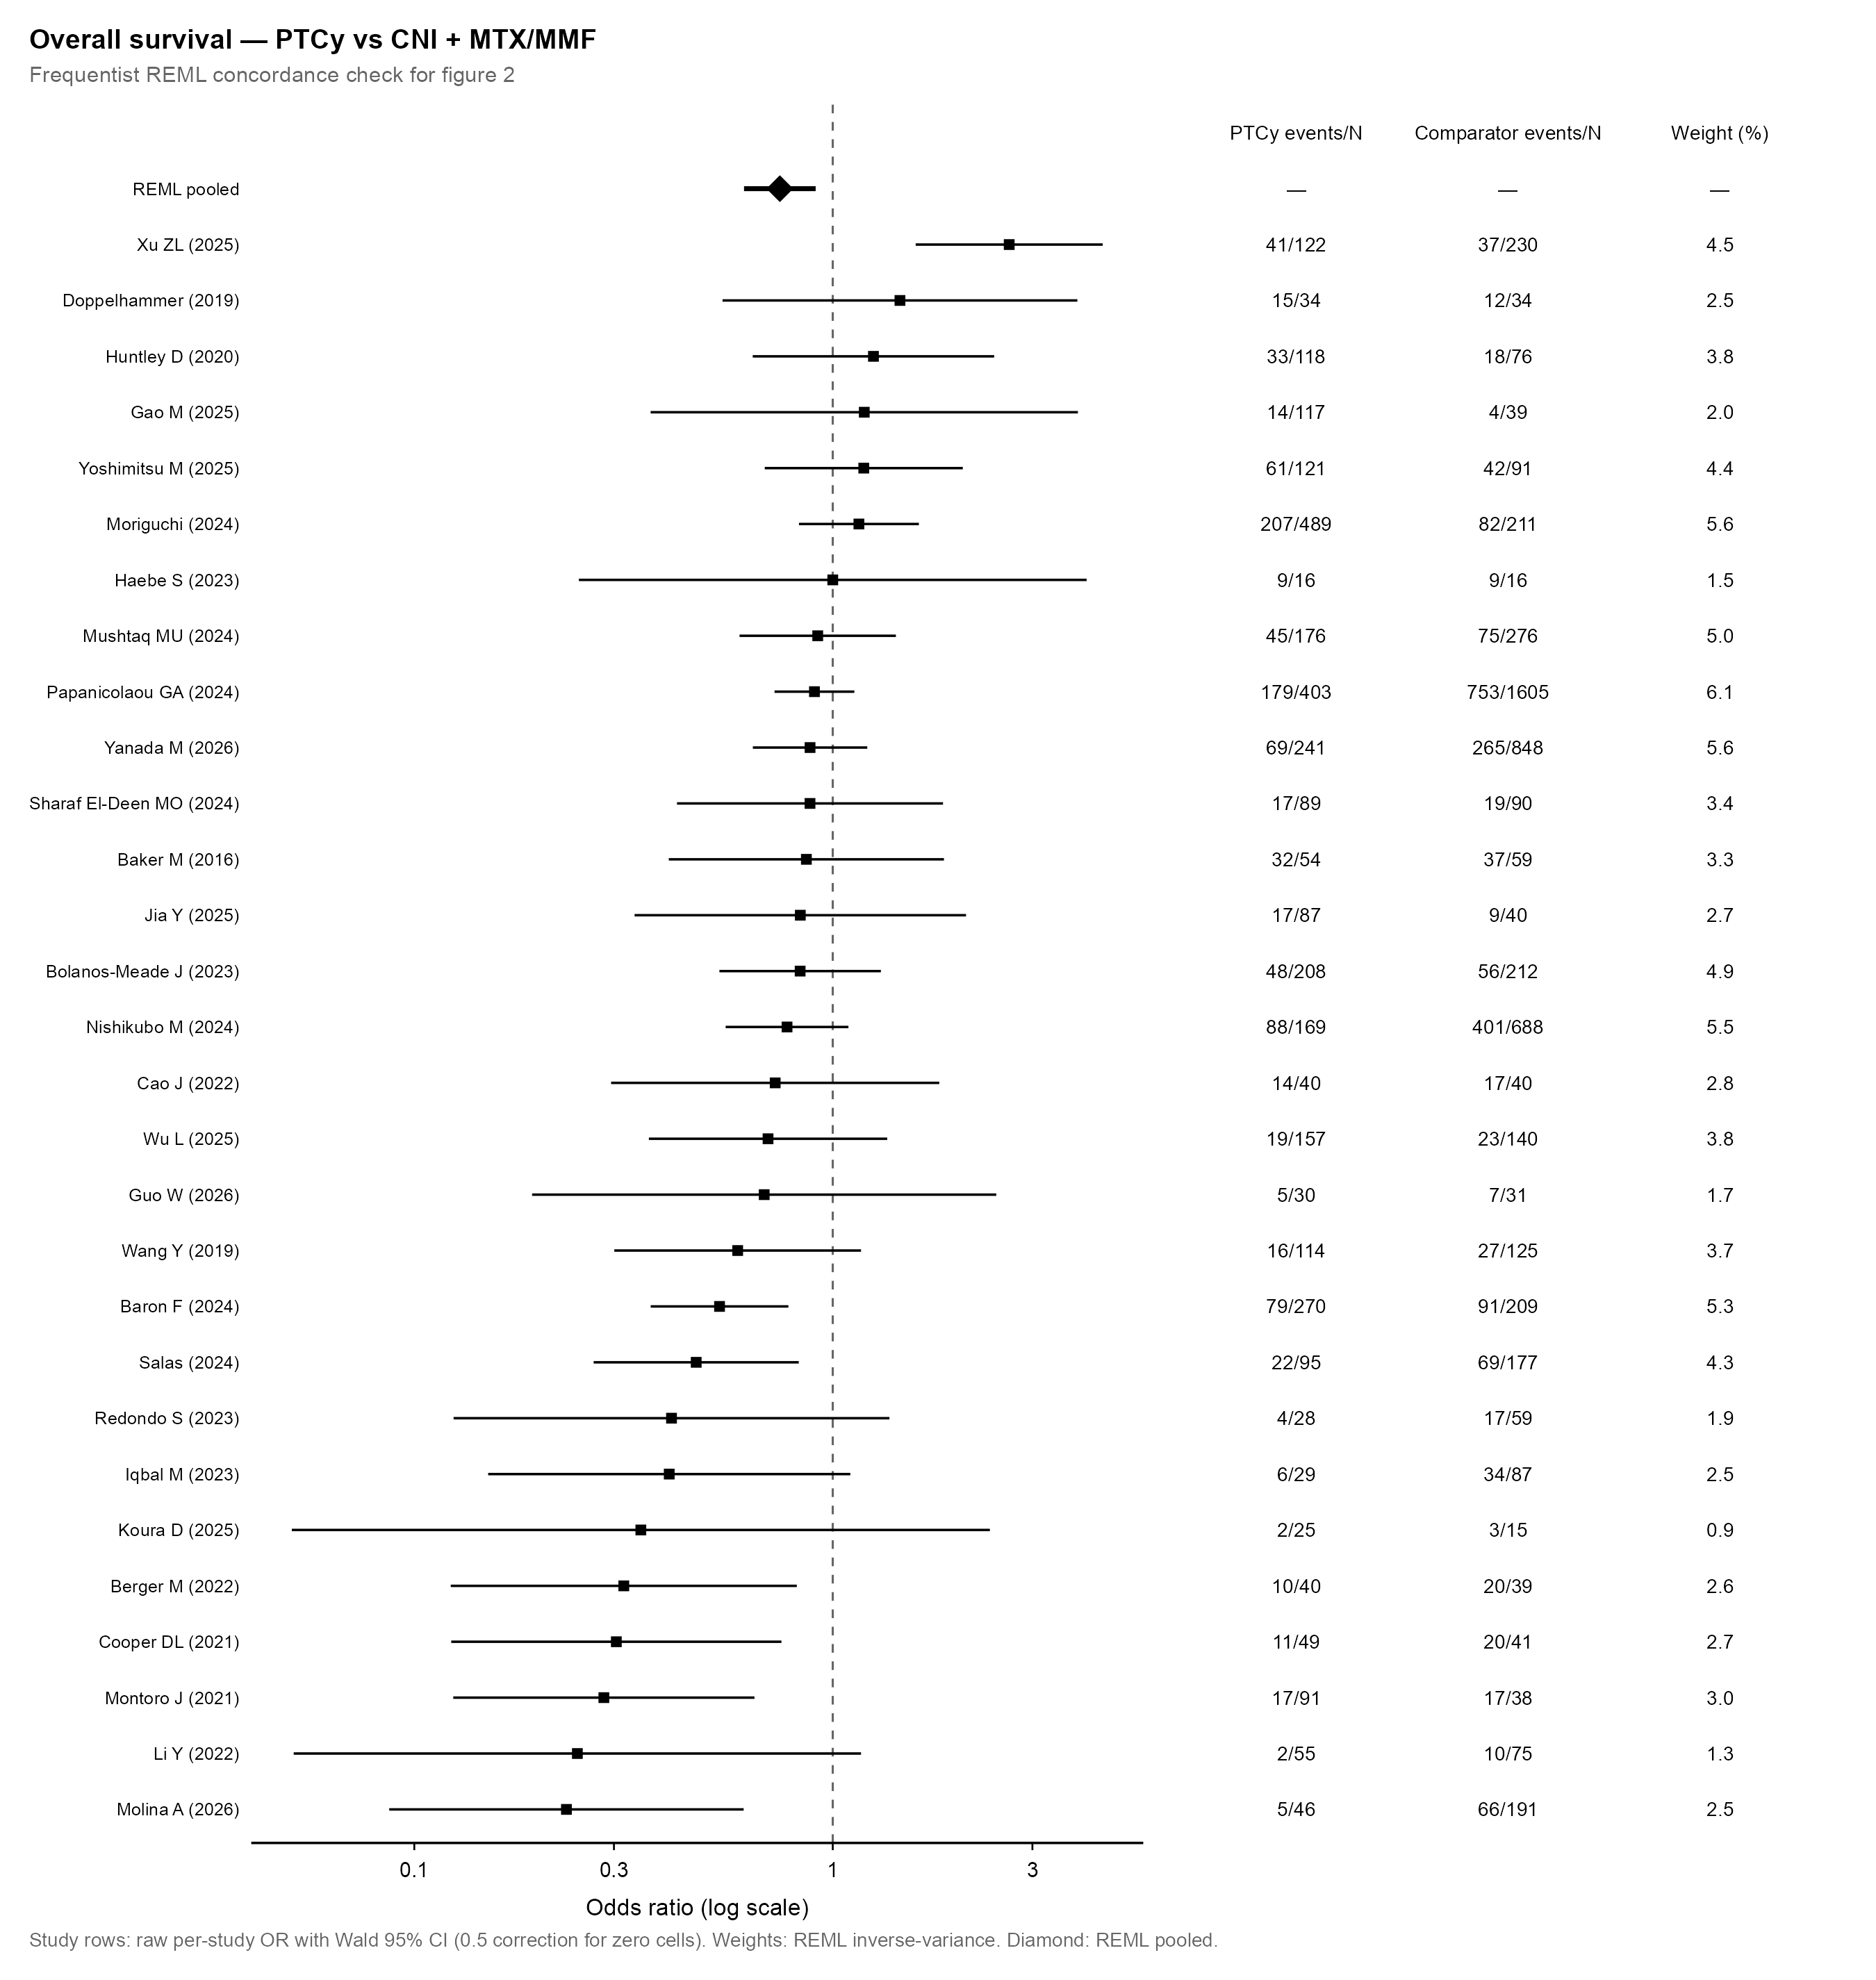 Overall survival — PTCy vs CNI + MTX/MMF
Frequentist REML concordance check for figure 2
PTCy events/N Comparator events/N Weight (%)
REML pooled — — —
Xu ZL (2025) 41/122 37/230 4.5
Doppelhammer (2019) 15/34 12/34 2.5
Huntley D (2020) 33/118 18/76 3.8
Gao M (2025) 14/117 4/39 2.0
Yoshimitsu M (2025) 61/121 42/91 4.4
Moriguchi (2024) 207/489 82/211 5.6
Haebe S (2023) 9/16 9/16 1.5
Mushtaq MU (2024) 45/176 75/276 5.0
Papanicolaou GA (2024) 179/403 753/1605 6.1
Yanada M (2026) 69/241 265/848 5.6
Sharaf El-Deen MO (2024) 17/89 19/90 3.4
Baker M (2016) 32/54 37/59 3.3
Jia Y (2025) 17/87 9/40 2.7
Bolanos-Meade J (2023) 48/208 56/212 4.9
Nishikubo M (2024) 88/169 401/688 5.5
Cao J (2022) 14/40 17/40 2.8
Wu L (2025) 19/157 23/140 3.8
Guo W (2026) 5/30 7/31 1.7
Wang Y (2019) 16/114 27/125 3.7
Baron F (2024) 79/270 91/209 5.3
Salas (2024) 22/95 69/177 4.3
Redondo S (2023) 4/28 17/59 1.9
Iqbal M (2023) 6/29 34/87 2.5
Koura D (2025) 2/25 3/15 0.9
Berger M (2022) 10/40 20/39 2.6
Cooper DL (2021) 11/49 20/41 2.7
Montoro J (2021) 17/91 17/38 3.0
Li Y (2022) 2/55 10/75 1.3
Molina A (2026) 5/46 66/191 2.5
0.1 0.3 1 3
Odds ratio (log scale)
Study rows: raw per-study OR with Wald 95% CI (0.5 correction for zero cells). Weights: REML inverse-variance. Diamond: REML pooled.